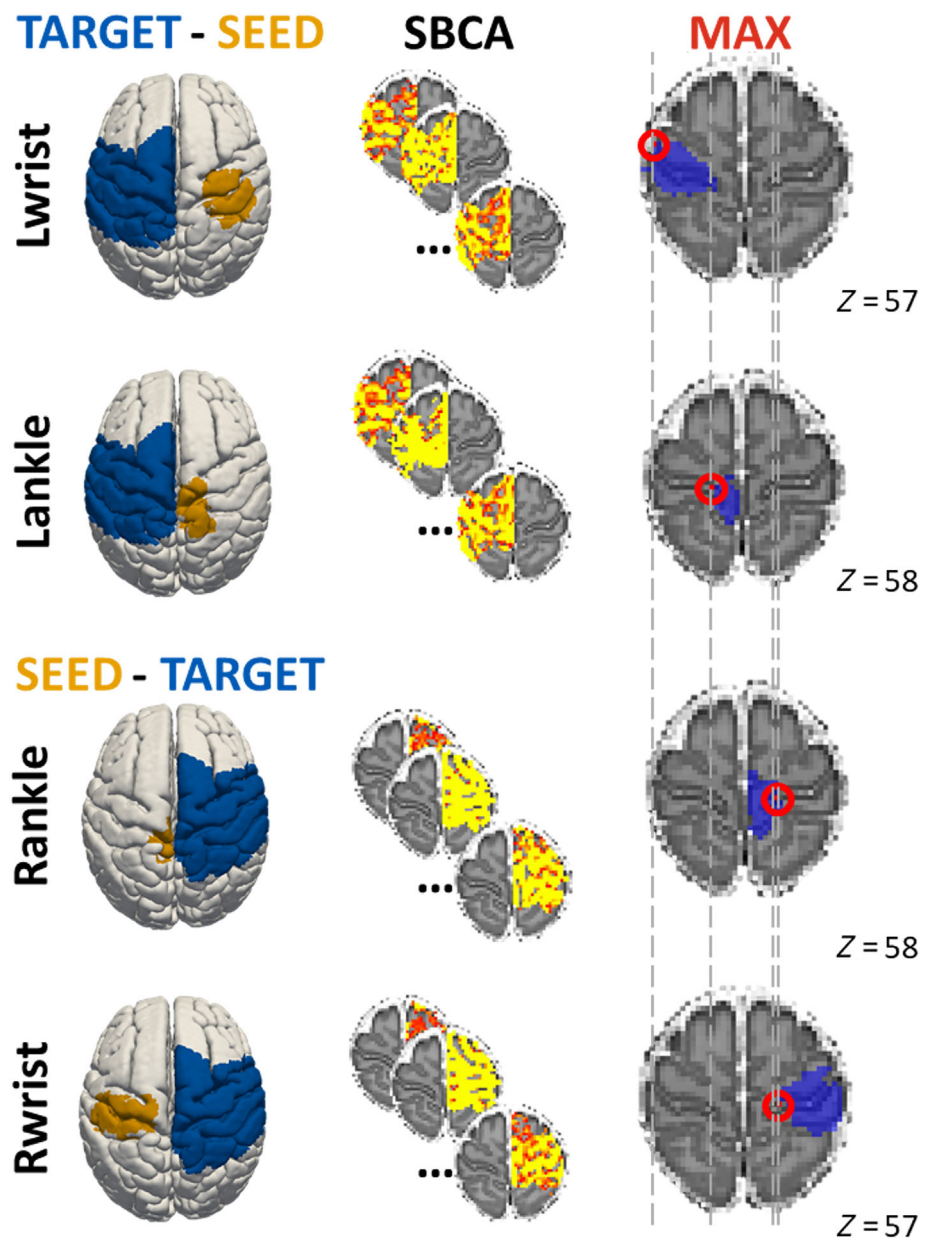 TARGET - SEED SBCA MAX
Lwrist
...
Z = 57
Lankle
...
Z = 58
SEED - TARGET
Rankle
...
Z = 58
Rwrist
...
Z = 57